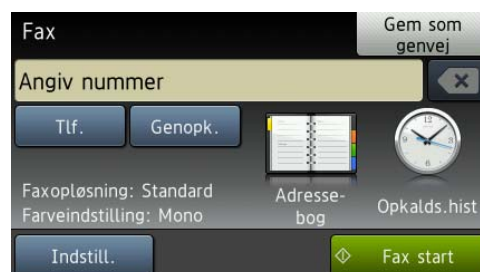 Fax
Gem som
genvej
Angiv nummer
Tlf.
Genopk.
Faxopløsning: Standard
Farveindstilling: Mono
Adresse-
bog
Opkalds.hist
Indstill.
Fax start